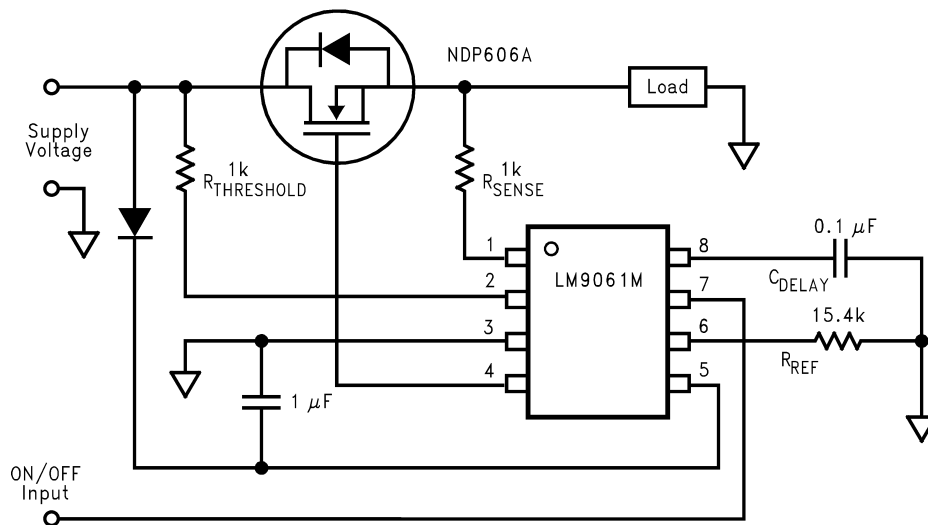 NDP606A
Load
Supply
Voltage
1k
RTHRESHOLD
1k
RSENSE
0.1 μF
1
8
LM9061M
CDELAY
2
7
15.4k
3
6
RREF
4
5
1 μF
ON/OFF
Input